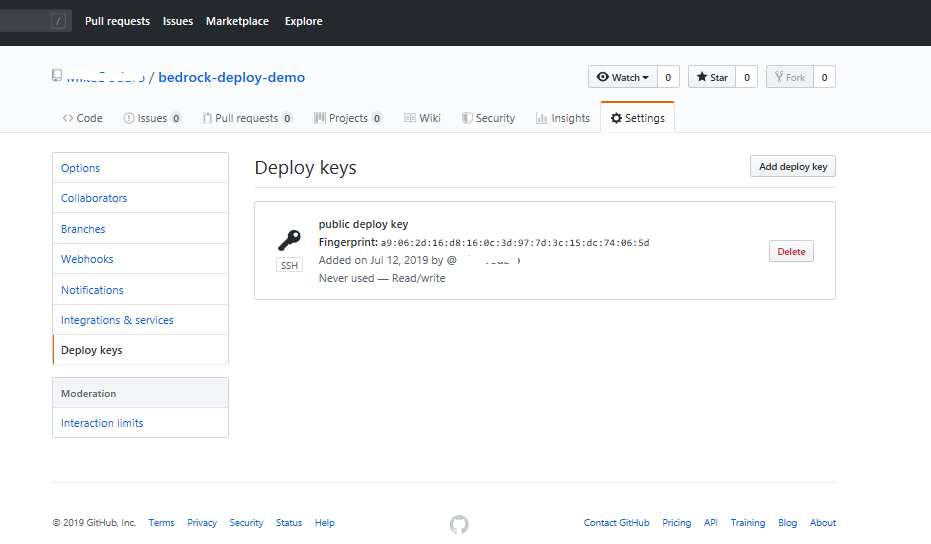 / Pull requests Issues Marketplace Explore
/ bedrock-deploy-demo
Watch 0 Star 0 Fork 0
Code Issues 0 Pull requests 0 Projects 0 Wiki Security Insights Settings
Options
Collaborators
Branches
Webhooks
Notifications
Integrations & services
Deploy keys
Moderation
Interaction limits
Deploy keys
Add deploy key
public deploy key
Fingerprint: a9:06:2d:16:d8:16:0c:3d:97:7d:3c:15:dc:74:06:5d
SSH
Added on Jul 12, 2019 by @
Never used — Read/write
Delete
© 2019 GitHub, Inc. Terms Privacy Security Status Help
Contact GitHub Pricing API Training Blog About